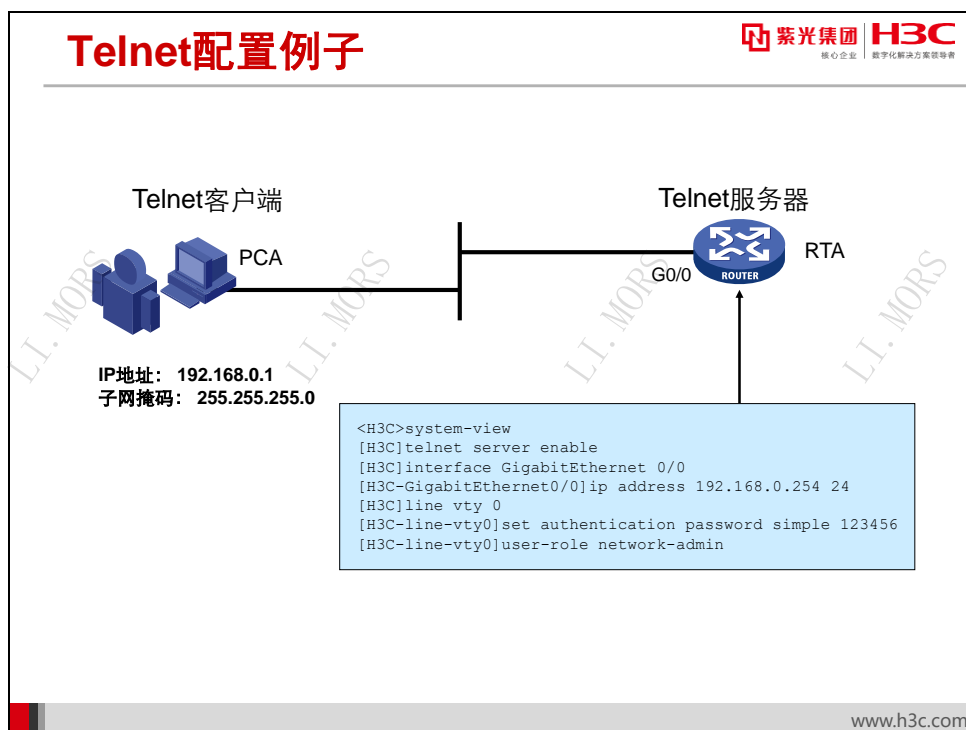 Telnet配置例子
紫光集团 H3C
核心企业 数字化解决方案领导者
Telnet客户端
Telnet服务器
PCA
RTA
G0/0
ROUTER
LI. MORS
LI. MORS
LI. MORS
LI. MORS
IP地址: 192.168.0.1
子网掩码: 255.255.255.0
<H3C>system-view
[H3C]telnet server enable
[H3C]interface GigabitEthernet 0/0
[H3C-GigabitEthernet0/0]ip address 192.168.0.254 24
[H3C]line vty 0
[H3C-line-vty0]set authentication password simple 123456
[H3C-line-vty0]user-role network-admin
www.h3c.com